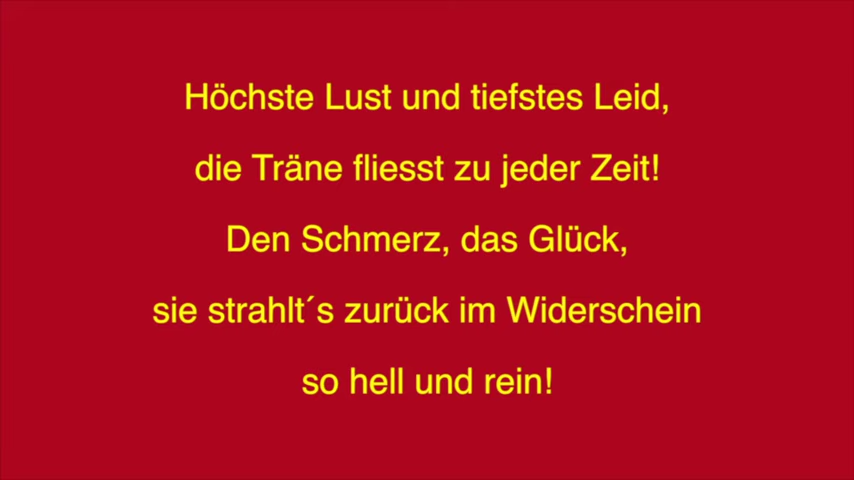 Höchste Lust und tiefstes Leid,
die Träne fliesst zu jeder Zeit!
Den Schmerz, das Glück,
sie strahlt´s zurück im Widerschein
so hell und rein!